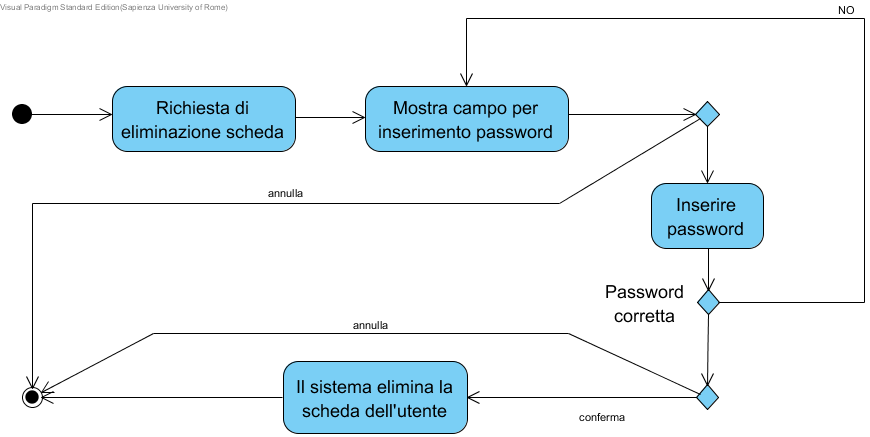 Visual Paradigm Standard Edition(Sapienza University of Rome)
NO
Richiesta di
eliminazione scheda
Mostra campo per
inserimento password
annulla
Inserire
password
Password
corretta
annulla
Il sistema elimina la
scheda dell'utente
conferma